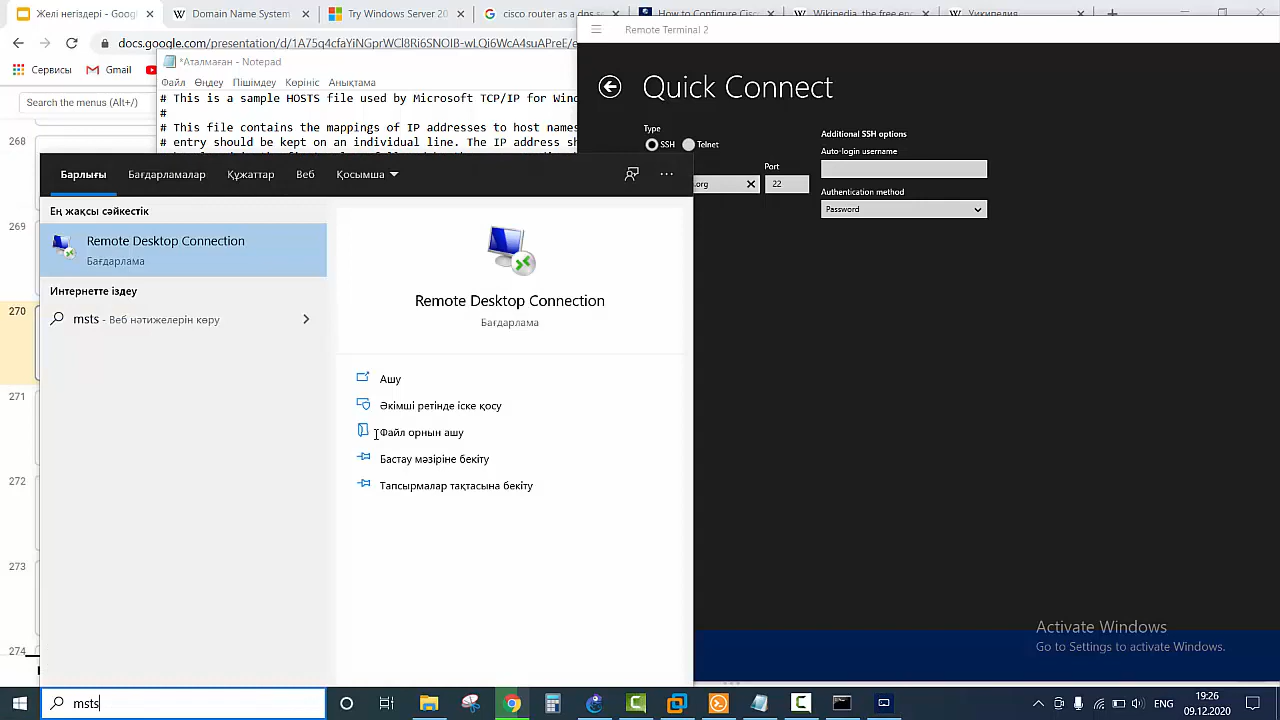 Желі негізд
Domain Names
Try Windows Server 20
cisco router as a dns
How to Configure Cisc
Wikipedia, the free enc
Уикипедия
docs.google.com/presentation/d/1A75q4cfaYiNGprWCl8Ri6SNOIB-wLQi6WcA4suAPreE/e
Remote Terminal 2
Сервисы
Gmail
*Аталмаған - Notepad
Файл Өңдеу Пішімдеу Көрініс Анықтама
Quick Connect
Search the menus (Alt+/)
# This is a sample HOSTS file used by Microsoft TCP/IP for Win
#
# This file contains the mappings of IP addresses to host names
# entry should be kept on an individual line. The IP address sh
Type
SSH
Telnet
Port
.org
22
Additional SSH options
Auto-login username
Authentication method
Password
268
269
270
271
272
273
274
Барлығы
Бағдарламалар
Құжаттар
Веб
Қосымша
Ең жақсы сәйкестік
Remote Desktop Connection
Бағдарлама
Интернетте іздеу
msts - Веб нәтижелерін көру
Remote Desktop Connection
Бағдарлама
Ашу
Әкімші ретінде іске қосу
Файл орнын ашу
Бастау мәзіріне бекіту
Тапсырмалар тақтасына бекіту
Activate Windows
Go to Settings to activate Windows.
msts
ENG
19:26
09.12.2020